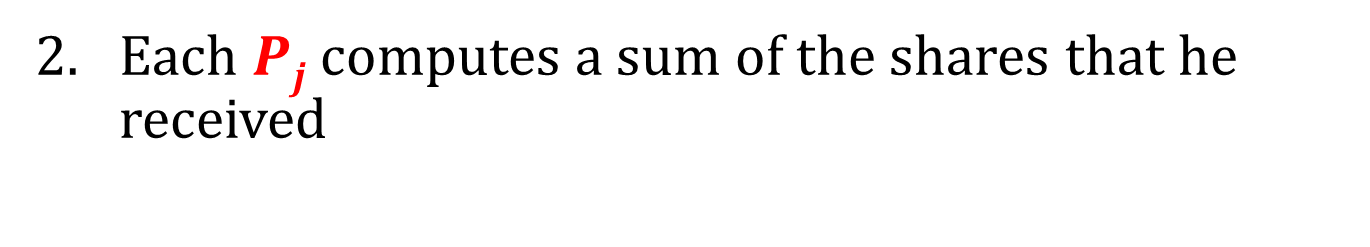 2. Each Pj computes a sum of the shares that he
received